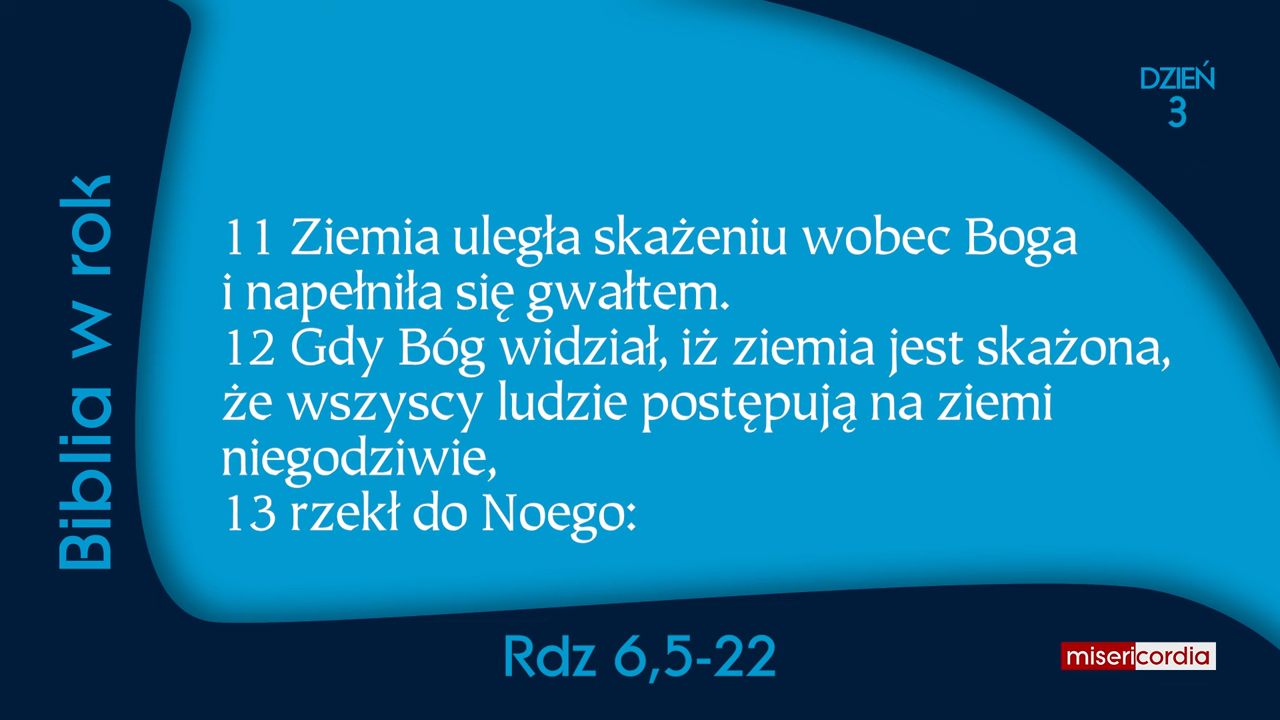 DZIEŃ
3
Biblia w rok
11 Ziemia uległa skażeniu wobec Boga
i napełniła się gwałtem.
12 Gdy Bóg widział, iż ziemia jest skażona,
że wszyscy ludzie postępują na ziemi
niegodziwie,
13 rzekł do Noego:
Rdz 6,5-22
misericordia